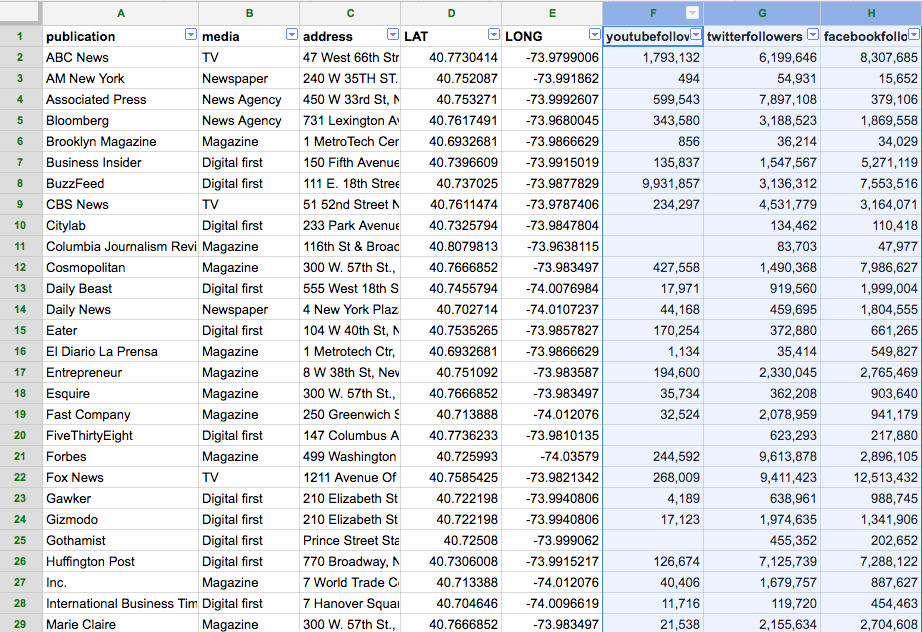 A B C D E F G H
1 publication media address LAT LONG youtubefollov twitterfollowers facebookfollo
2 ABC News TV 47 West 66th Str 40.7730414 -73.9799006 1,793,132 6,199,646 8,307,685
3 AM New York Newspaper 240 W 35TH ST. 40.752087 -73.991862 494 54,931 15,652
4 Associated Press News Agency 450 W 33rd St, N 40.753271 -73.9992607 599,543 7,897,108 379,106
5 Bloomberg News Agency 731 Lexington Av 40.7617491 -73.9680045 343,580 3,188,523 1,869,558
6 Brooklyn Magazine Magazine 1 MetroTech Cer 40.6932681 -73.9866629 856 36,214 34,029
7 Business Insider Digital first 150 Fifth Avenue 40.7396609 -73.9915019 135,837 1,547,567 5,271,119
8 BuzzFeed Digital first 111 E. 18th Stree 40.737025 -73.9877829 9,931,857 3,136,312 7,553,516
9 CBS News TV 51 52nd Street N 40.7611474 -73.9787406 234,297 4,531,779 3,164,071
10 Citylab Digital first 233 Park Avenue 40.7325794 -73.9847804 134,462 110,418
11 Columbia Journalism Revi Magazine 116th St & Broad 40.8079813 -73.9638115 83,703 47,977
12 Cosmopolitan Magazine 300 W. 57th St., 40.7666852 -73.983497 427,558 1,490,368 7,986,627
13 Daily Beast Digital first 555 West 18th S 40.7455794 -74.0076984 17,971 919,560 1,999,004
14 Daily News Newspaper 4 New York Plaz 40.702714 -74.0107237 44,168 459,695 1,804,555
15 Eater Digital first 104 W 40th St, N 40.7535265 -73.9857827 170,254 372,880 661,265
16 El Diario La Prensa Magazine 1 Metrotech Ctr, 40.6932681 -73.9866629 1,134 35,414 549,827
17 Entrepreneur Magazine 8 W 38th St, New 40.751092 -73.983587 194,600 2,330,045 2,765,469
18 Esquire Magazine 300 W. 57th St., 40.7666852 -73.983497 35,734 362,208 903,640
19 Fast Company Magazine 250 Greenwich S 40.713888 -74.012076 32,524 2,078,959 941,179
20 FiveThirtyEight Digital first 147 Columbus A 40.7736233 -73.9810135 623,293 217,880
21 Forbes Magazine 499 Washington 40.725993 -74.03579 244,592 9,613,878 2,896,105
22 Fox News TV 1211 Avenue Of 40.7585425 -73.9821342 268,009 9,411,423 12,513,432
23 Gawker Digital first 210 Elizabeth St 40.722198 -73.9940806 4,189 638,961 988,745
24 Gizmodo Digital first 210 Elizabeth St 40.722198 -73.9940806 17,123 1,974,635 1,341,906
25 Gothamist Digital first Prince Street Sta 40.72508 -73.999062 455,352 202,652
26 Huffington Post Digital first 770 Broadway, N 40.7306008 -73.9915217 126,674 7,125,739 7,288,122
27 Inc. Magazine 7 World Trade C 40.713388 -74.012076 40,406 1,679,757 887,627
28 International Business Tim Digital first 7 Hanover Squar 40.704646 -74.0096619 11,716 119,720 454,463
29 Marie Claire Magazine 300 W. 57th St., 40.7666852 -73.983497 21,538 2,155,634 2,704,608